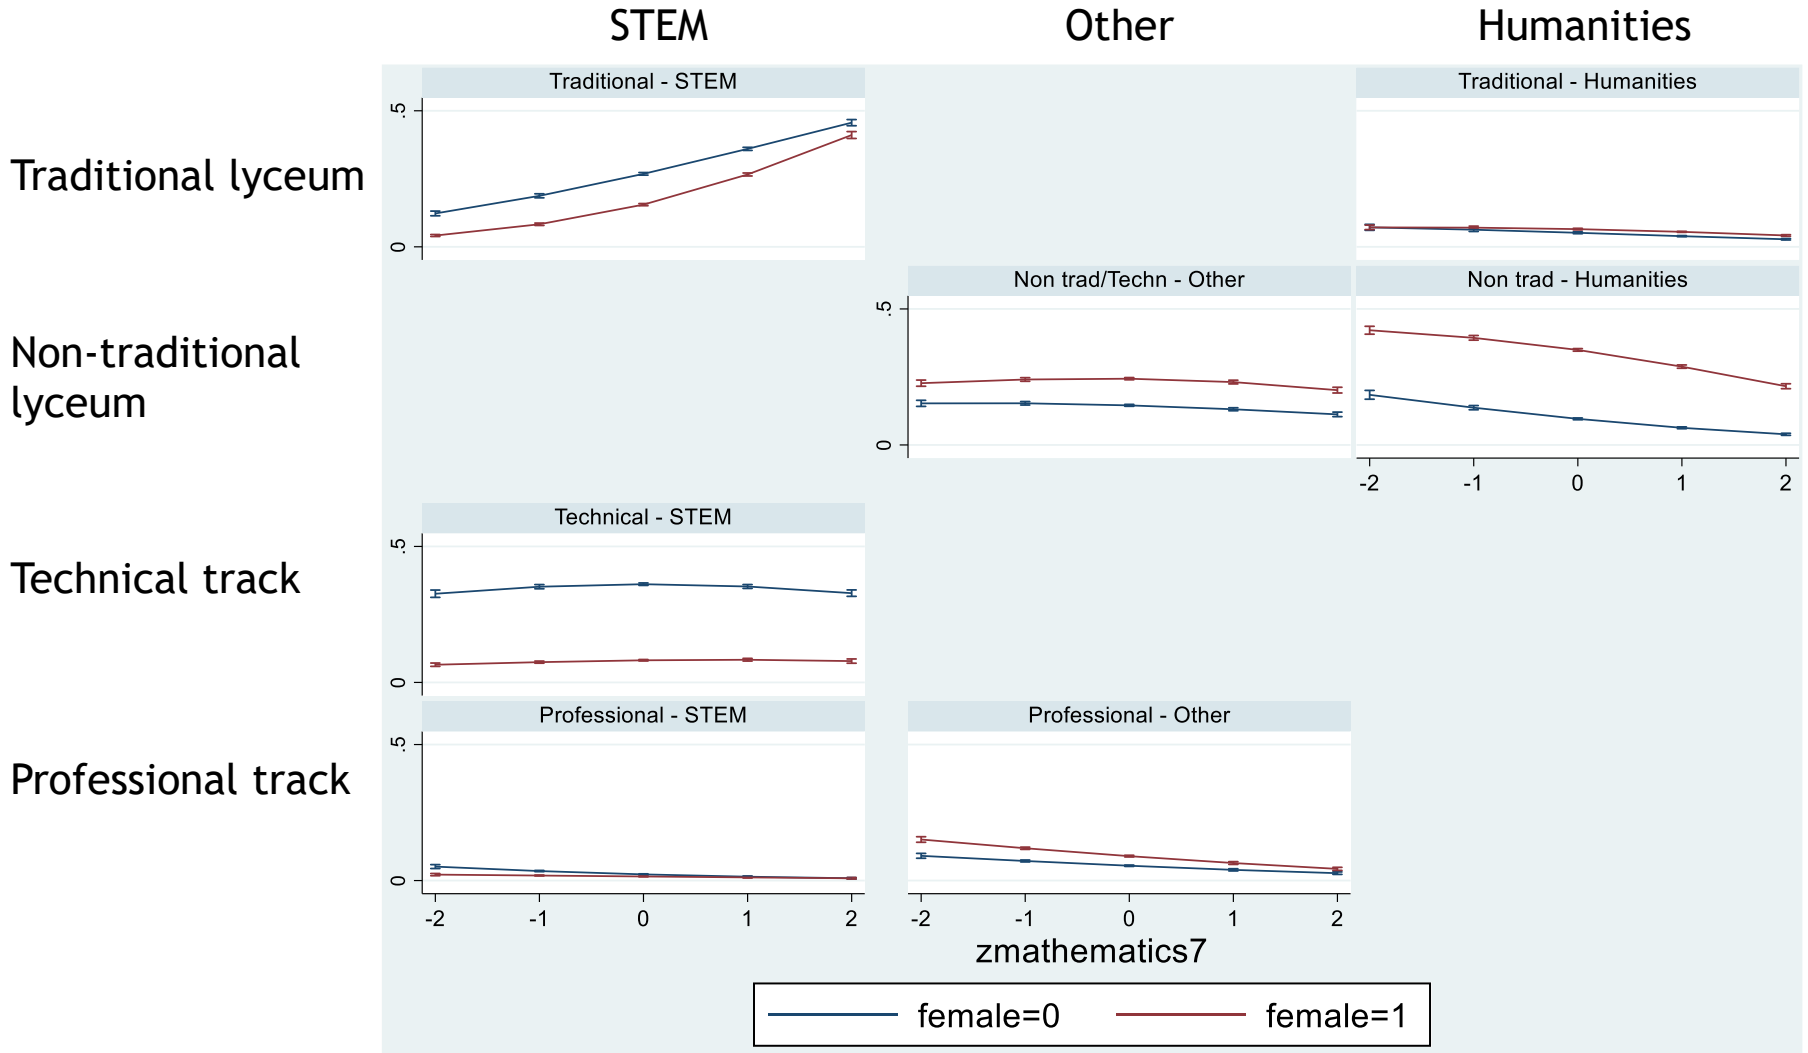 STEM Other Humanities
Traditional - STEM Traditional - Humanities
.5
Traditional lyceum
0
Non trad/Techn - Other Non trad - Humanities
.5
Non-traditional
lyceum
0
-2 -1 0 1 2
Technical - STEM
.5
Technical track
0
Professional - STEM Professional - Other
.5
Professional track
0
-2 -1 0 1 2 -2 -1 0 1 2
zmathematics7
female=0 female=1